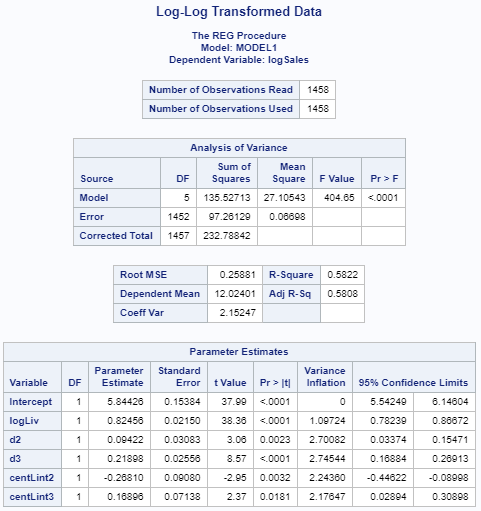 Log-Log Transformed Data
The REG Procedure
Model: MODEL1
Dependent Variable: logSales
Number of Observations Read 1458
Number of Observations Used 1458
Analysis of Variance
Source DF Sum of Squares Mean Square F Value Pr > F
Model 5 135.52713 27.10543 404.65 <.0001
Error 1452 97.26129 0.06698
Corrected Total 1457 232.78842
Root MSE 0.25881 R-Square 0.5822
Dependent Mean 12.02401 Adj R-Sq 0.5808
Coeff Var 2.15247
Parameter Estimates
Variable DF Parameter Estimate Standard Error t Value Pr > |t| Variance Inflation 95% Confidence Limits
Intercept 1 5.84426 0.15384 37.99 <.0001 0 5.54249 6.14604
logLiv 1 0.82456 0.02150 38.36 <.0001 1.09724 0.78239 0.86672
d2 1 0.09422 0.03083 3.06 0.0023 2.70082 0.03374 0.15471
d3 1 0.21898 0.02556 8.57 <.0001 2.74544 0.16884 0.26913
centLint2 1 -0.26810 0.09080 -2.95 0.0032 2.24360 -0.44622 -0.08998
centLint3 1 0.16896 0.07138 2.37 0.0181 2.17647 0.02894 0.30898